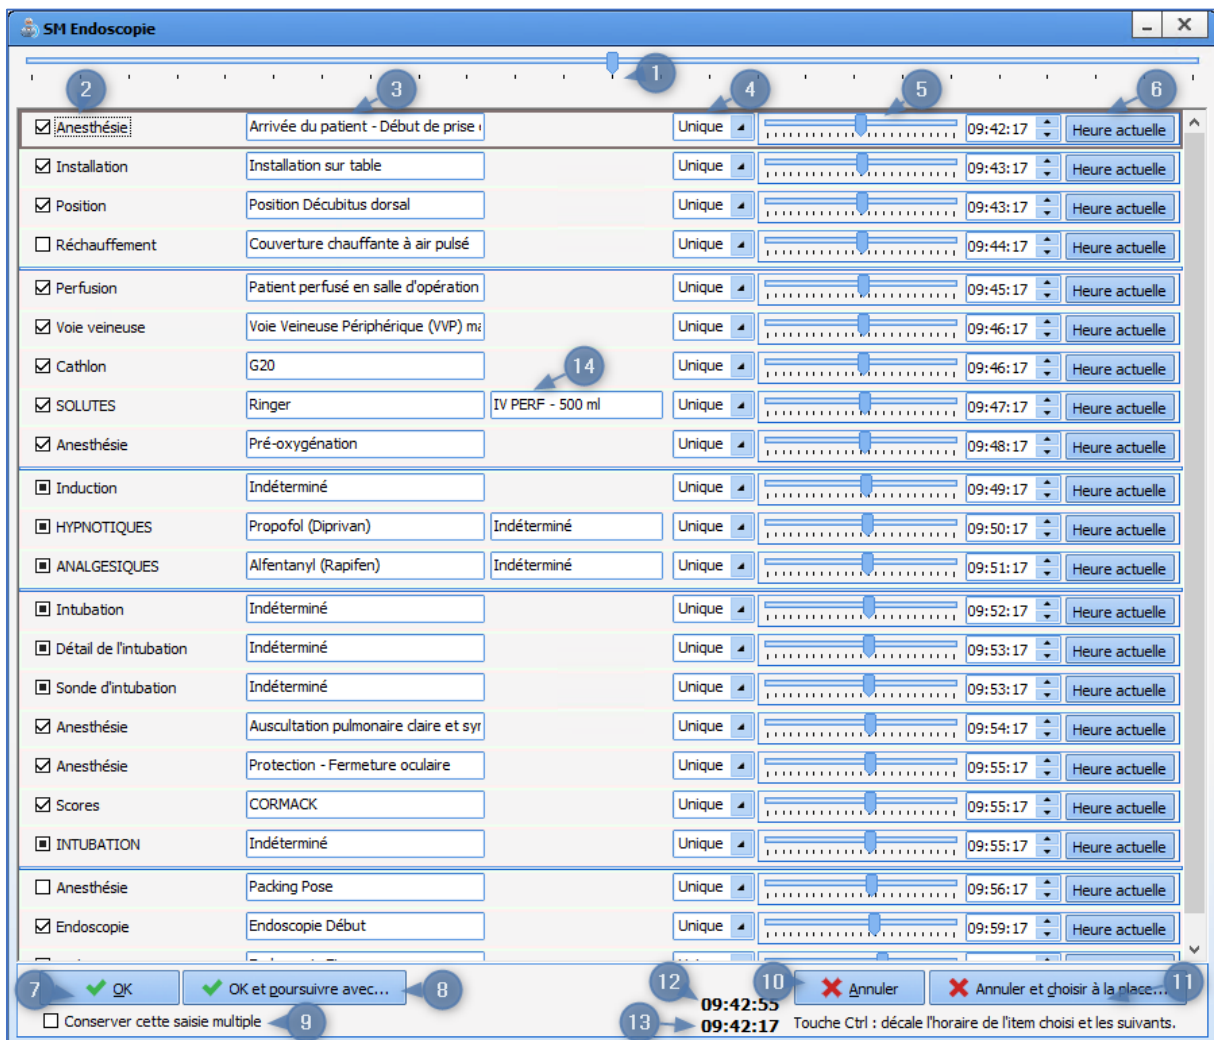 SM Endoscopie
1
2 3 4 5 6
Anesthésie Arrivée du patient - Début de prise Unique 09:42:17 Heure actuelle
Installation Installation sur table Unique 09:43:17 Heure actuelle
Position Position Décubitus dorsal Unique 09:43:17 Heure actuelle
Réchauffement Couverture chauffante à air pulsé Unique 09:44:17 Heure actuelle
Perfusion Patient perfusé en salle d'opération Unique 09:45:17 Heure actuelle
Voie veineuse Voie Veineuse Périphérique (VVP) Unique 09:46:17 Heure actuelle
Cathlon G20 14 Unique 09:46:17 Heure actuelle
SOLUTES Ringer IV PERF - 500 ml Unique 09:47:17 Heure actuelle
Anesthésie Pré-oxygénation Unique 09:48:17 Heure actuelle
Induction Indéterminé Unique 09:49:17 Heure actuelle
HYPNOTIQUES Propofol (Diprivan) Indéterminé Unique 09:50:17 Heure actuelle
ANALGESIQUES Alfentanyl (Rapifen) Indéterminé Unique 09:51:17 Heure actuelle
Intubation Indéterminé Unique 09:52:17 Heure actuelle
Détail de l'intubation Indéterminé Unique 09:53:17 Heure actuelle
Sonde d'intubation Indéterminé Unique 09:53:17 Heure actuelle
Anesthésie Auscultation pulmonaire claire et Unique 09:54:17 Heure actuelle
Anesthésie Protection - Fermeture oculaire Unique 09:55:17 Heure actuelle
Scores CORMACK Unique 09:55:17 Heure actuelle
INTUBATION Indéterminé Unique 09:55:17 Heure actuelle
Anesthésie Packing Pose Unique 09:56:17 Heure actuelle
Endoscopie Endoscopie Début Unique 09:59:17 Heure actuelle
7 OK OK et poursuivre avec... 8 12 09:42:55 10 Annuler Annuler et choisir à la place... 11
Conserver cette saisie multiple 9 13 09:42:17 Touche Ctrl : décale l'horaire de l'item choisi et les suivants.